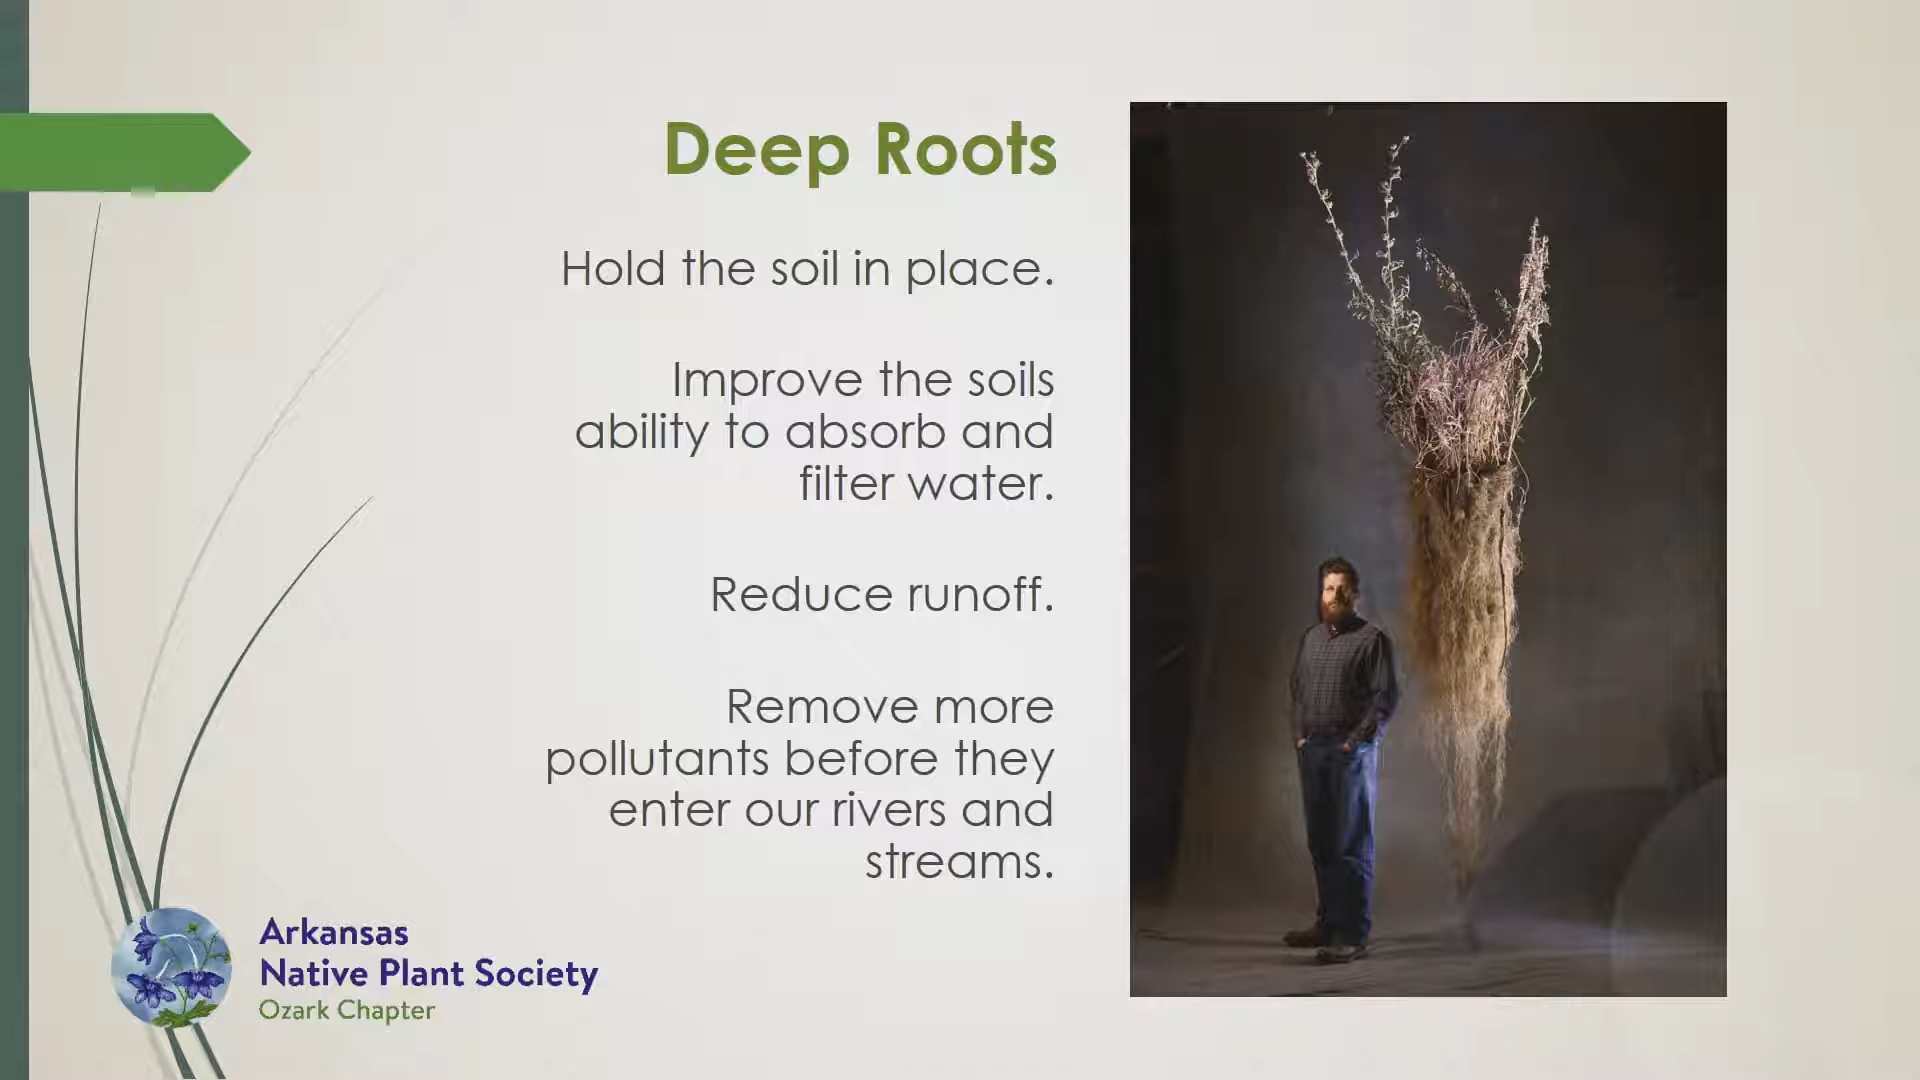 Deep Roots
Hold the soil in place.
Improve the soils
ability to absorb and
filter water.
Reduce runoff.
Remove more
pollutants before they
enter our rivers and
streams.
Arkansas
Native Plant Society
Ozark Chapter